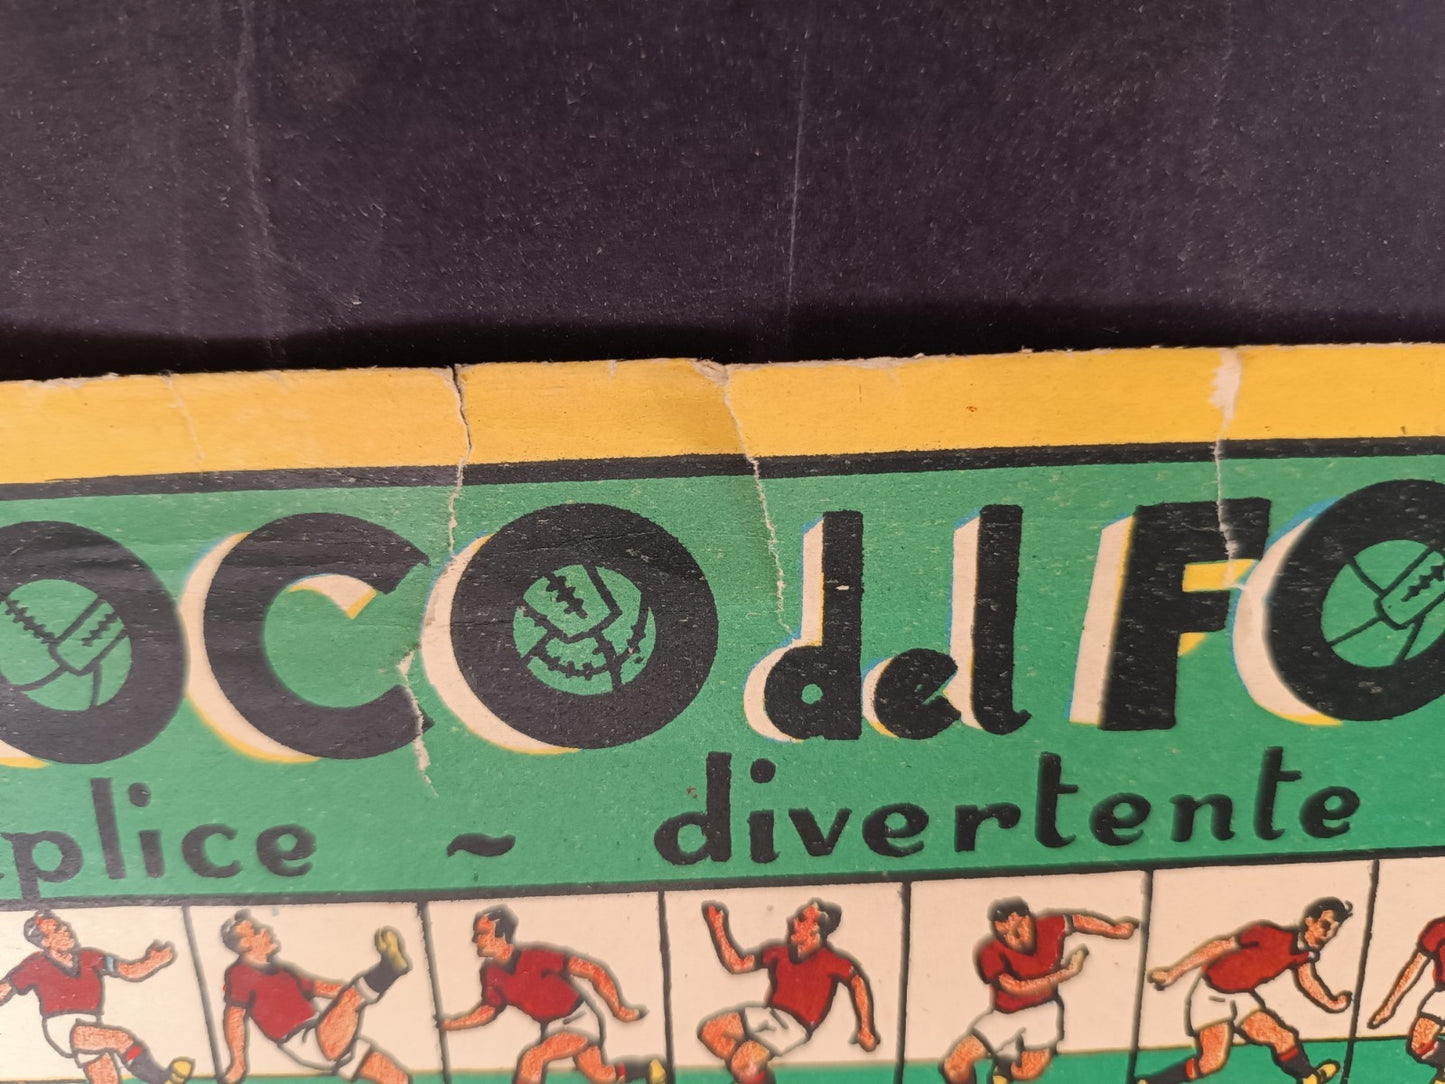 OCO del FO
plice ~ divertente